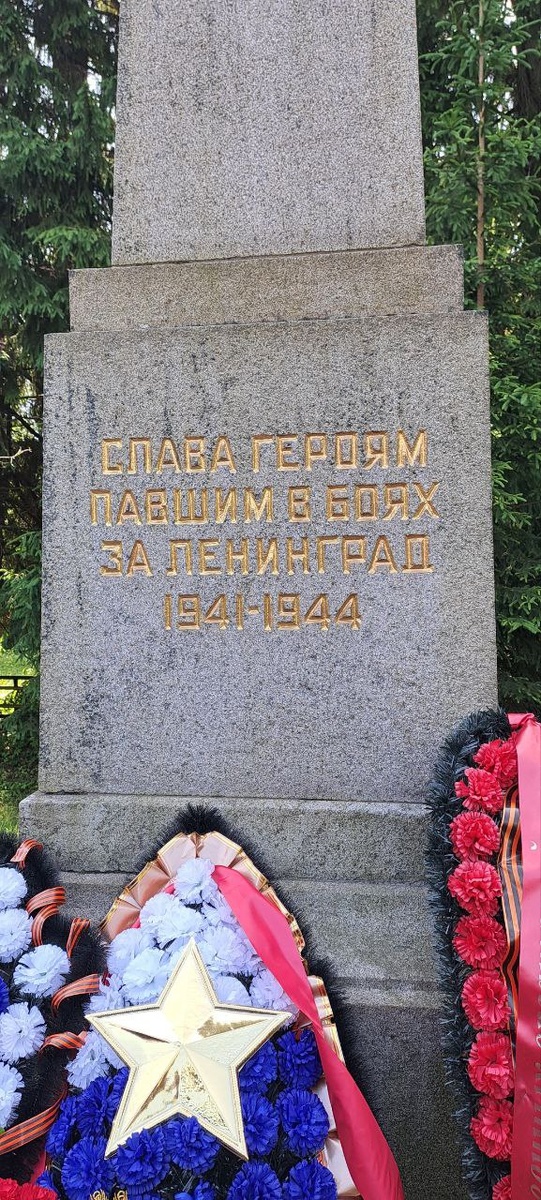 СЛАВА ГЕРОЯМ
ПАВШИМ В БОЯХ
ЗА ЛЕНИНГРАД
1941-1944